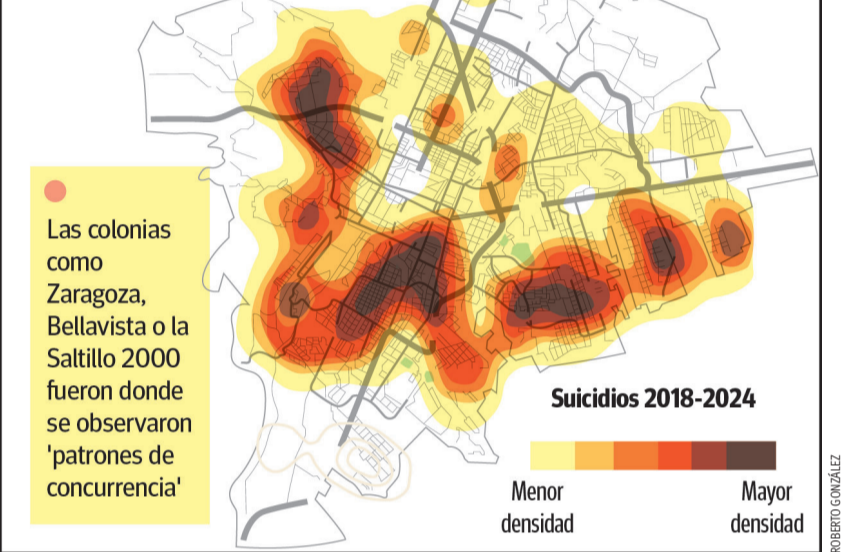 Las colonias
como
Zaragoza,
Bellavista o la
Saltillo 2000
fueron donde
se observaron
'patrones de
concurrencia'
Suicidios 2018-2024
Menor
densidad
Mayor
densidad
ROBERTO GONZÁLEZ